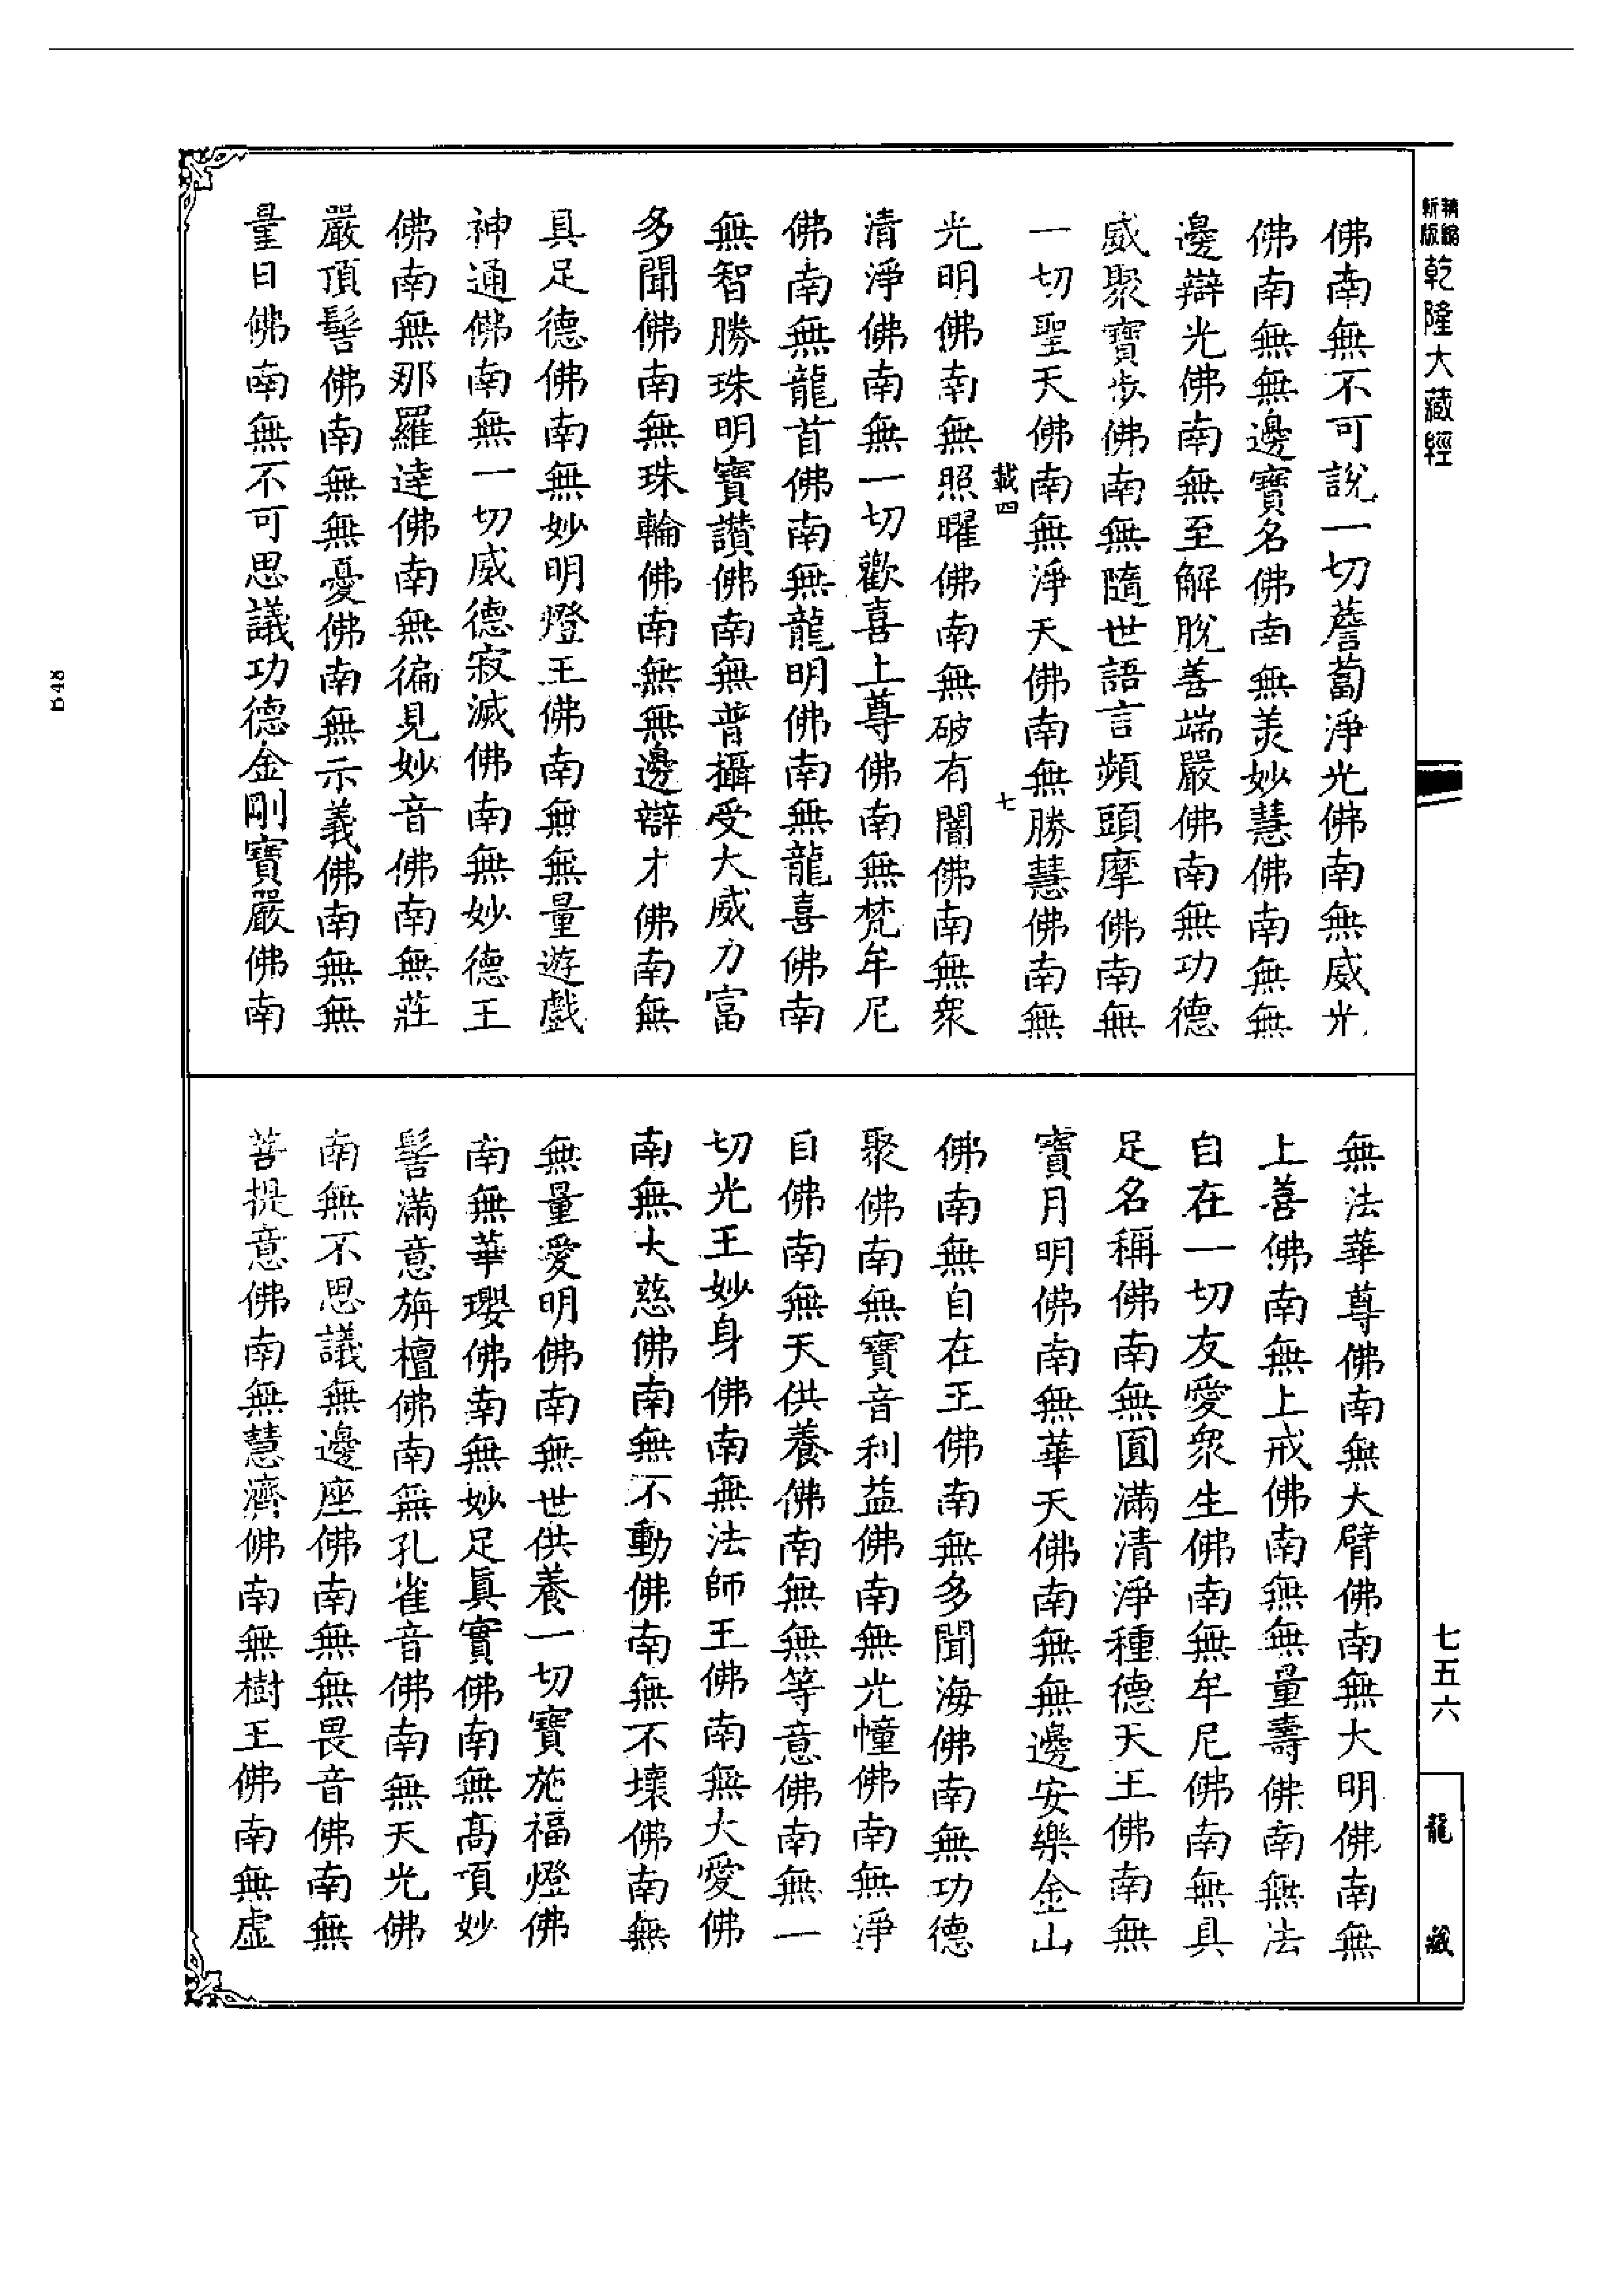 新版精編
乾隆大藏經
佛南無不可說一切薝蔔淨光佛南無威光
佛南無無邊寶名佛南無美妙慧佛南無無
邊辯光佛南無至解脫善端嚴佛南無功德
威聚寶步佛南無隨世語言頻頭摩佛南無
一切聖天佛南無淨天佛南無勝慧佛南無
載四 七
光明佛南無照曜佛南無破有闇佛南無衆
清淨佛南無一切歡喜上尊佛南無梵牟尼
佛南無龍首佛南無龍明佛南無龍喜佛南
無智勝珠明寶讚佛南無普攝受大威力富
多聞佛南無珠輪佛南無無邊辯才佛南無
具足德佛南無妙明燈王佛南無無量遊戲
神通佛南無一切威德寂滅佛南無妙德王
佛南無那羅達佛南無徧見妙音佛南無莊
嚴頂髻佛南無無憂佛南無示義佛南無無
量日佛南無不可思議功德金剛寶嚴佛南
無法華尊佛南無大臂佛南無大明佛南無
上善佛南無上戒佛南無無量壽佛南無法
自在一切友愛衆生佛南無牟尼佛南無具
足名稱佛南無圓滿清淨種德天王佛南無
寶月明佛南無華天佛南無無邊安樂金山
佛南無自在王佛南無多聞海佛南無功德
聚佛南無寶音利益佛南無光幢佛南無淨
目佛南無天供養佛南無無等意佛南無一
切光王妙身佛南無法師王佛南無大愛佛
南無大慈佛南無不動佛南無不壞佛南無
無量愛明佛南無世供養一切寶施福燈佛
南無華瓔佛南無妙足真實佛南無高頂妙
髻滿意旃檀佛南無孔雀音佛南無天光佛
南無不思議無邊座佛南無無畏音佛南無
菩提意佛南無慧濟佛南無樹王佛南無虛
七五六
龍藏
B48